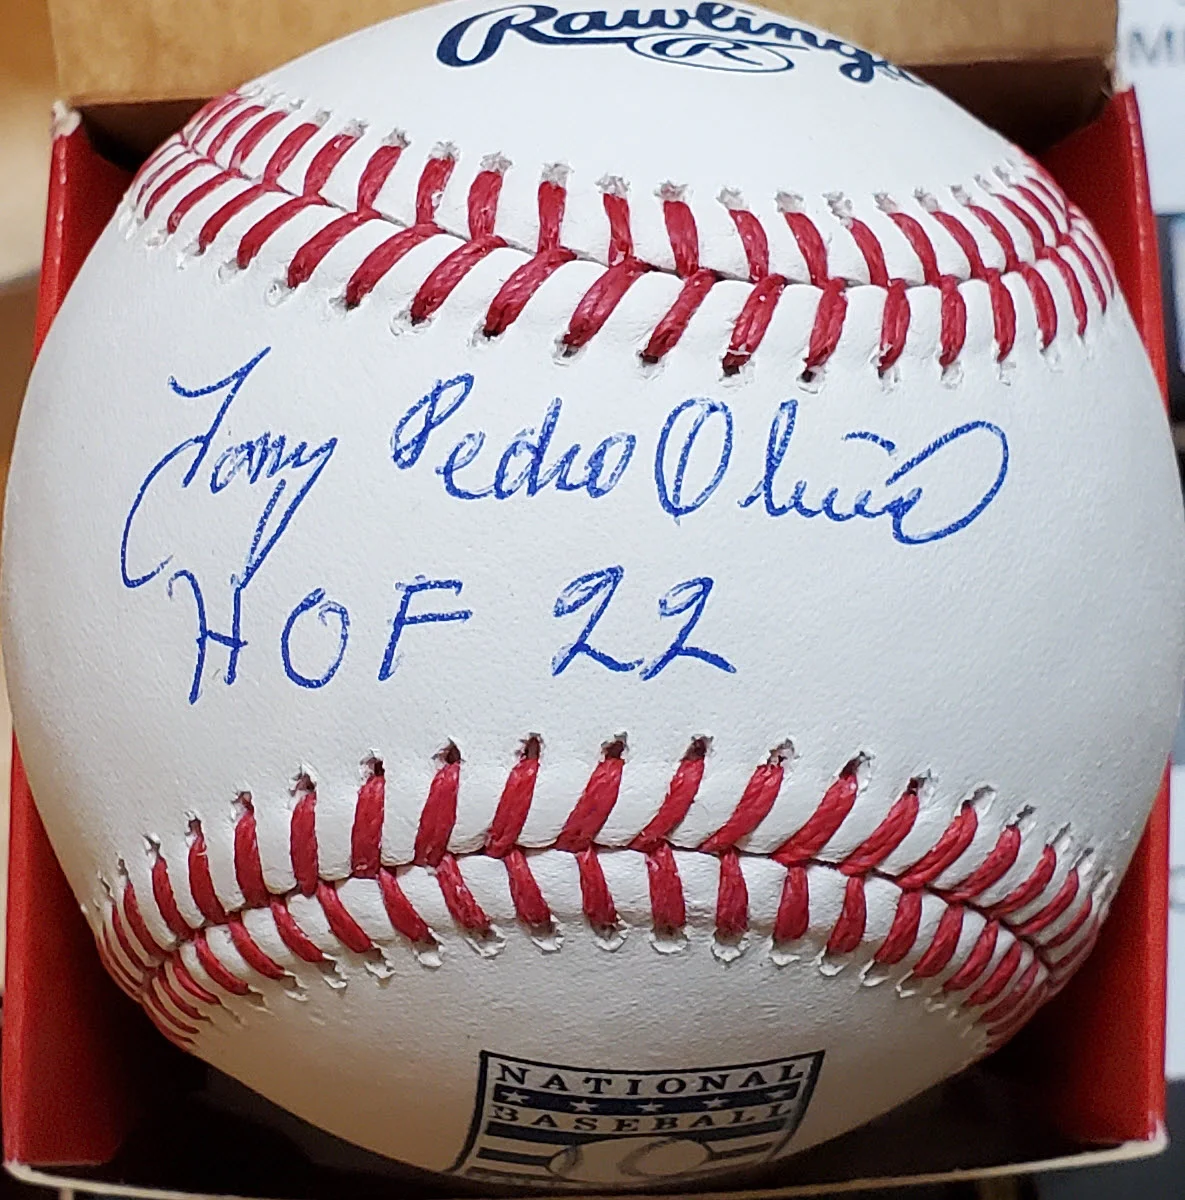 Rawlings
R
Tony Pedro Oliva
HOF 22
NATIONAL
BASEBALL